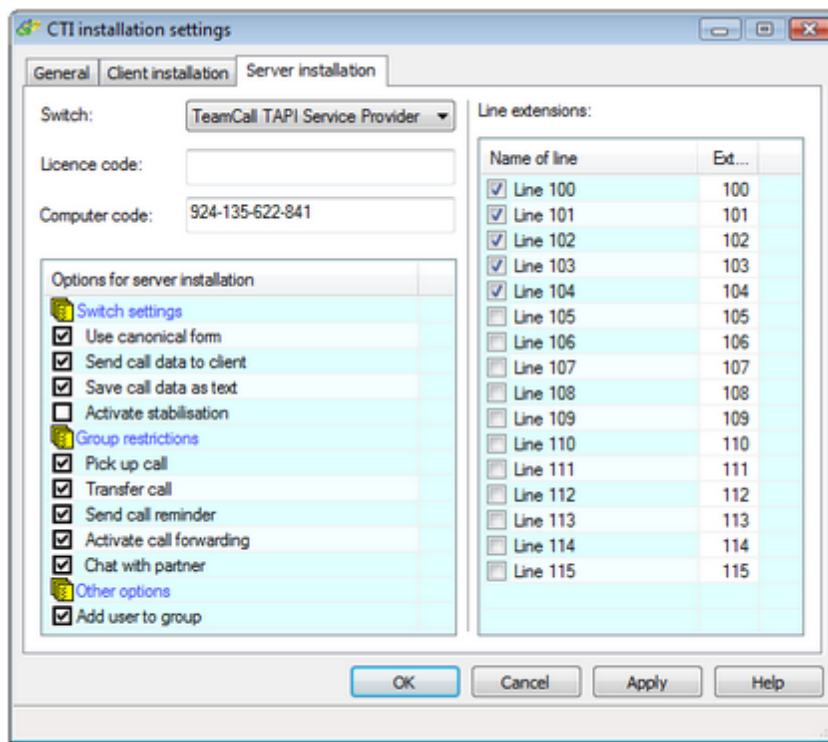 CTI installation settings
General Client installation Server installation
Switch: TeamCall TAPI Service Provider
Licence code:
Computer code: 924-135-622-841
Options for server installation
Switch settings
Use canonical form
Send call data to client
Save call data as text
Activate stabilisation
Group restrictions
Pick up call
Transfer call
Send call reminder
Activate call forwarding
Chat with partner
Other options
Add user to group
Line extensions:
Name of line Ext...
Line 100 100
Line 101 101
Line 102 102
Line 103 103
Line 104 104
Line 105 105
Line 106 106
Line 107 107
Line 108 108
Line 109 109
Line 110 110
Line 111 111
Line 112 112
Line 113 113
Line 114 114
Line 115 115
OK Cancel Apply Help